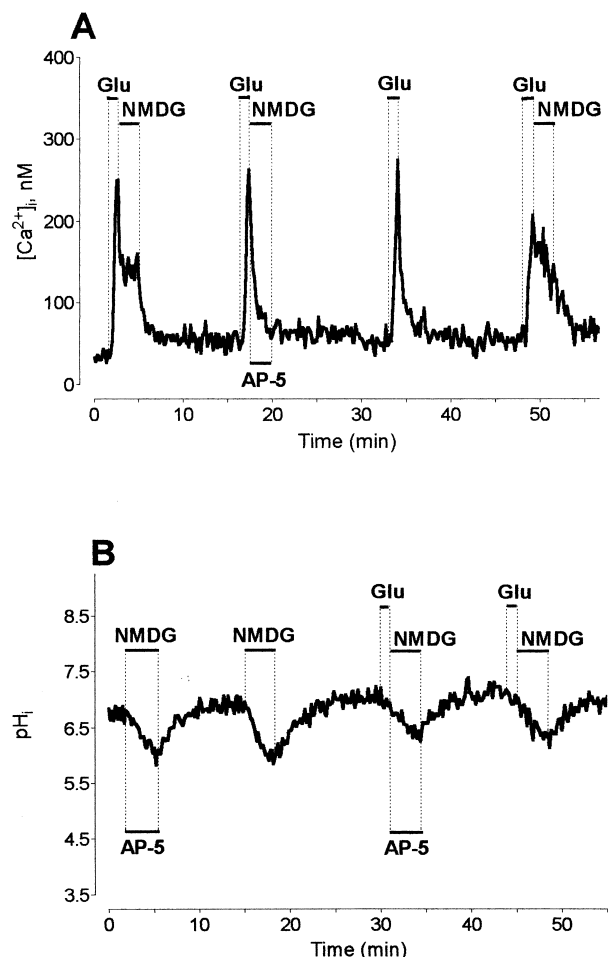 A
400
300
200
100
0
[Ca²⁺]ᵢ, nM
Glu
NMDG
Glu
NMDG
Glu
Glu
NMDG
AP-5
0 10 20 30 40 50
Time (min)
B
8.5
7.5
6.5
5.5
4.5
3.5
pHᵢ
NMDG
NMDG
Glu
NMDG
Glu
NMDG
AP-5
AP-5
0 10 20 30 40 50
Time (min)